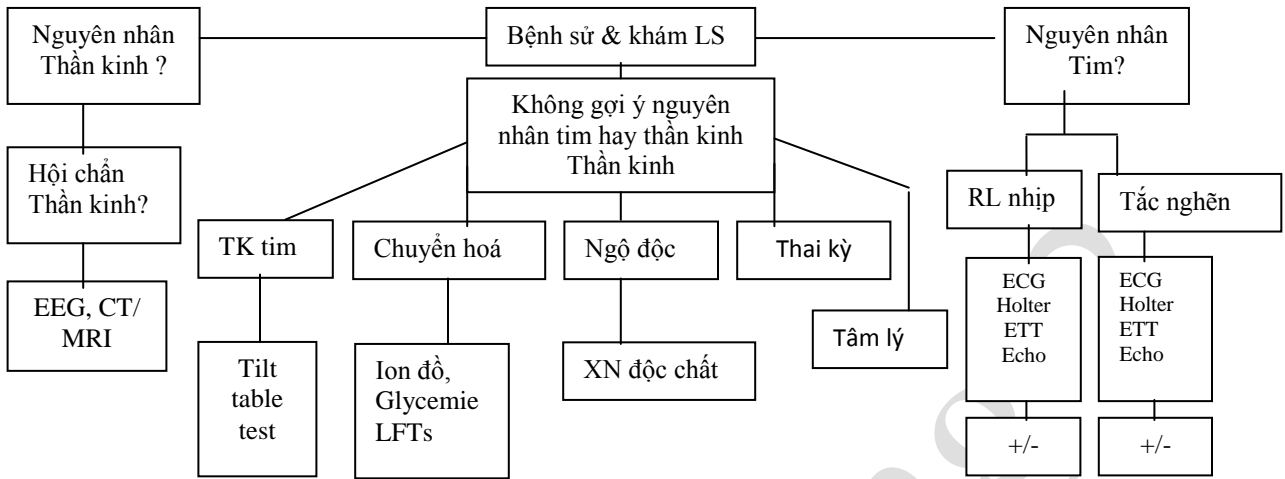 Nguyên nhân
Thần kinh ?
Bệnh sử & khám LS
Nguyên nhân
Tim?
Không gợi ý nguyên
nhân tim hay thần kinh
Thần kinh
Hội chẩn
Thần kinh?
RL nhịp
Tắc nghẽn
TK tim
Chuyển hoá
Ngộ độc
Thai kỳ
EEG, CT/
MRI
ECG
Holter
ETT
Echo
ECG
Holter
ETT
Echo
Tâm lý
Tilt
table
test
Ion đồ,
Glycemie
LFTs
XN độc chất
+/-
+/-